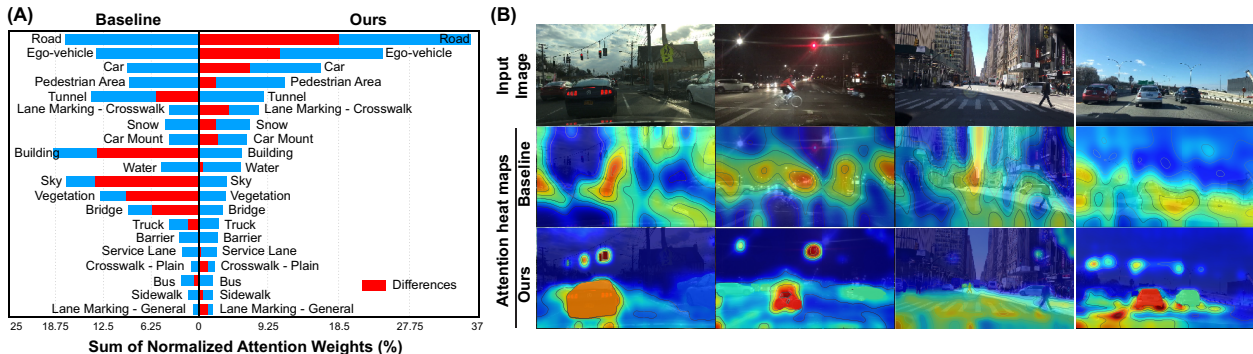 (A)
Baseline Ours
Road Road
Ego-vehicle Ego-vehicle
Car Car
Pedestrian Area Pedestrian Area
Tunnel Tunnel
Lane Marking - Crosswalk Lane Marking - Crosswalk
Snow Snow
Car Mount Car Mount
Building Building
Water Water
Sky Sky
Vegetation Vegetation
Bridge Bridge
Truck Truck
Barrier Barrier
Service Lane Service Lane
Crosswalk - Plain Crosswalk - Plain
Bus Bus
Differences
Sidewalk Sidewalk
Lane Marking - General Lane Marking - General
25 18.75 12.5 6.25 0 9.25 18.5 27.75 37
Sum of Normalized Attention Weights (%)
(B)
Input
Image
Attention heat maps
Baseline
Ours